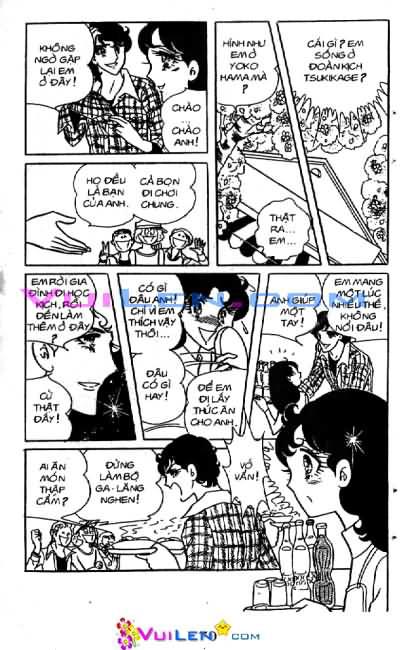 KHÔNG
NGỜ GẶP
LẠI EM
Ở ĐÂY!
CHÀO
...
CHÀO
ANH!
HÌNH NHƯ
EM Ở
YOKO
HAMA MÀ
?
CÁI GÌ? EM
SỐNG Ở
ĐOÀN KỊCH
TSUKIKAGE?
THẬT
RA...
EM...
HỌ ĐỀU
LÀ BẠN
CỦA ANH.
CẢ BỌN
ĐI CHƠI
CHUNG.
EM RỜI GIA
ĐÌNH ĐI HỌC
KỊCH, RỒI
ĐẾN LÀM
THÊM Ở ĐÂY
?
CỪ
THẬT
ĐẤY!
CÓ GÌ
ĐÂU ANH!
CHỈ VÌ EM
THÍCH VẬY
THÔI...
ĐÂU
CÓ GÌ
HAY!
ĐỂ EM
ĐI LẤY
THỨC ĂN
CHO ANH.
ANH GIÚP
MỘT
TAY!
EM MANG
MỘT LÚC
NHIỀU THẾ,
KHÔNG
NỔI ĐÂU!
VUILEN.COM
AI ĂN
MÓN
THẬP
CẨM?
ĐỪNG
LÀM BỘ
GA-LĂNG
NGHEN!
VỚ
VẨN!
VUILEN.COM